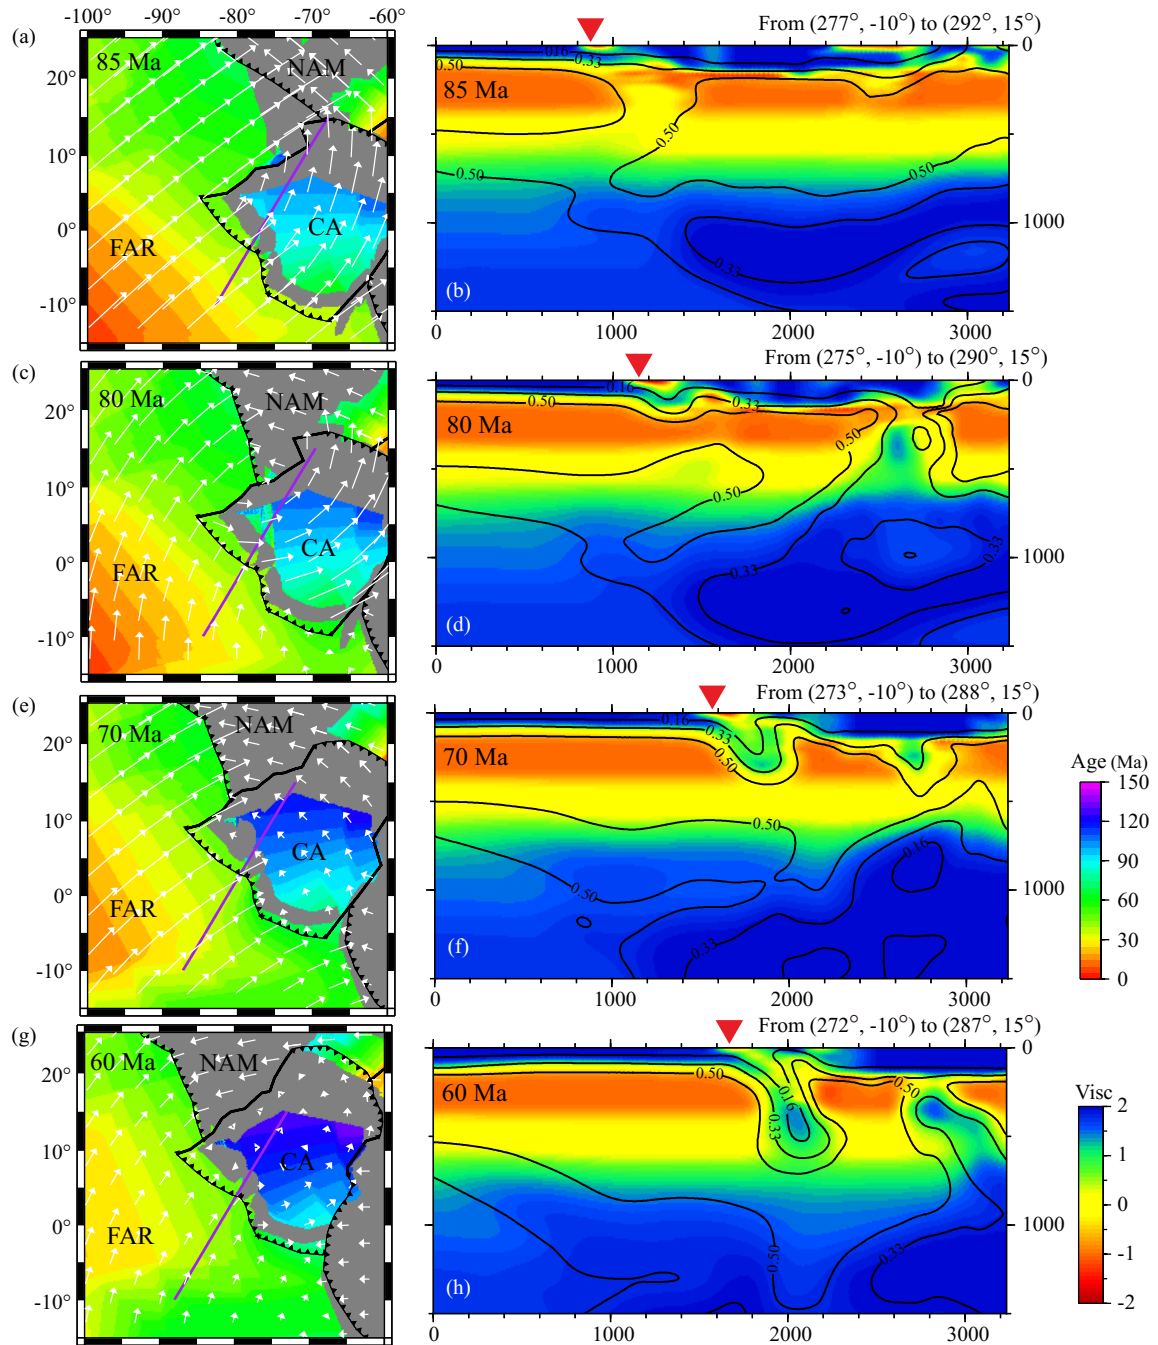 -100° -90° -80° -70° -60°
(a)
85 Ma
NAM
20°
10°
0°
-10°
FAR
CA
From (277°, -10°) to (292°, 15°)
0.16
0.33
0.50
85 Ma
0.50
0.50
0.50
0.33
(b)
0
1000
0 1000 2000 3000
(c)
80 Ma
NAM
20°
10°
0°
-10°
FAR
CA
From (275°, -10°) to (290°, 15°)
0.16
0.50
0.33
80 Ma
0.50
0.50
0.33
0.33
(d)
0
1000
0 1000 2000 3000
(e)
70 Ma
NAM
20°
10°
0°
-10°
FAR
CA
From (273°, -10°) to (288°, 15°)
0.16
0.33
0.50
70 Ma
0.50
0.50
0.16
0.33
(f)
0
1000
0 1000 2000 3000
Age (Ma)
150
120
90
60
30
0
(g)
60 Ma
NAM
20°
10°
0°
-10°
FAR
CA
From (272°, -10°) to (287°, 15°)
0.50
0.50
60 Ma
0.16
0.33
0.50
0.33
(h)
0
1000
0 1000 2000 3000
Visc
2
1
0
-1
-2